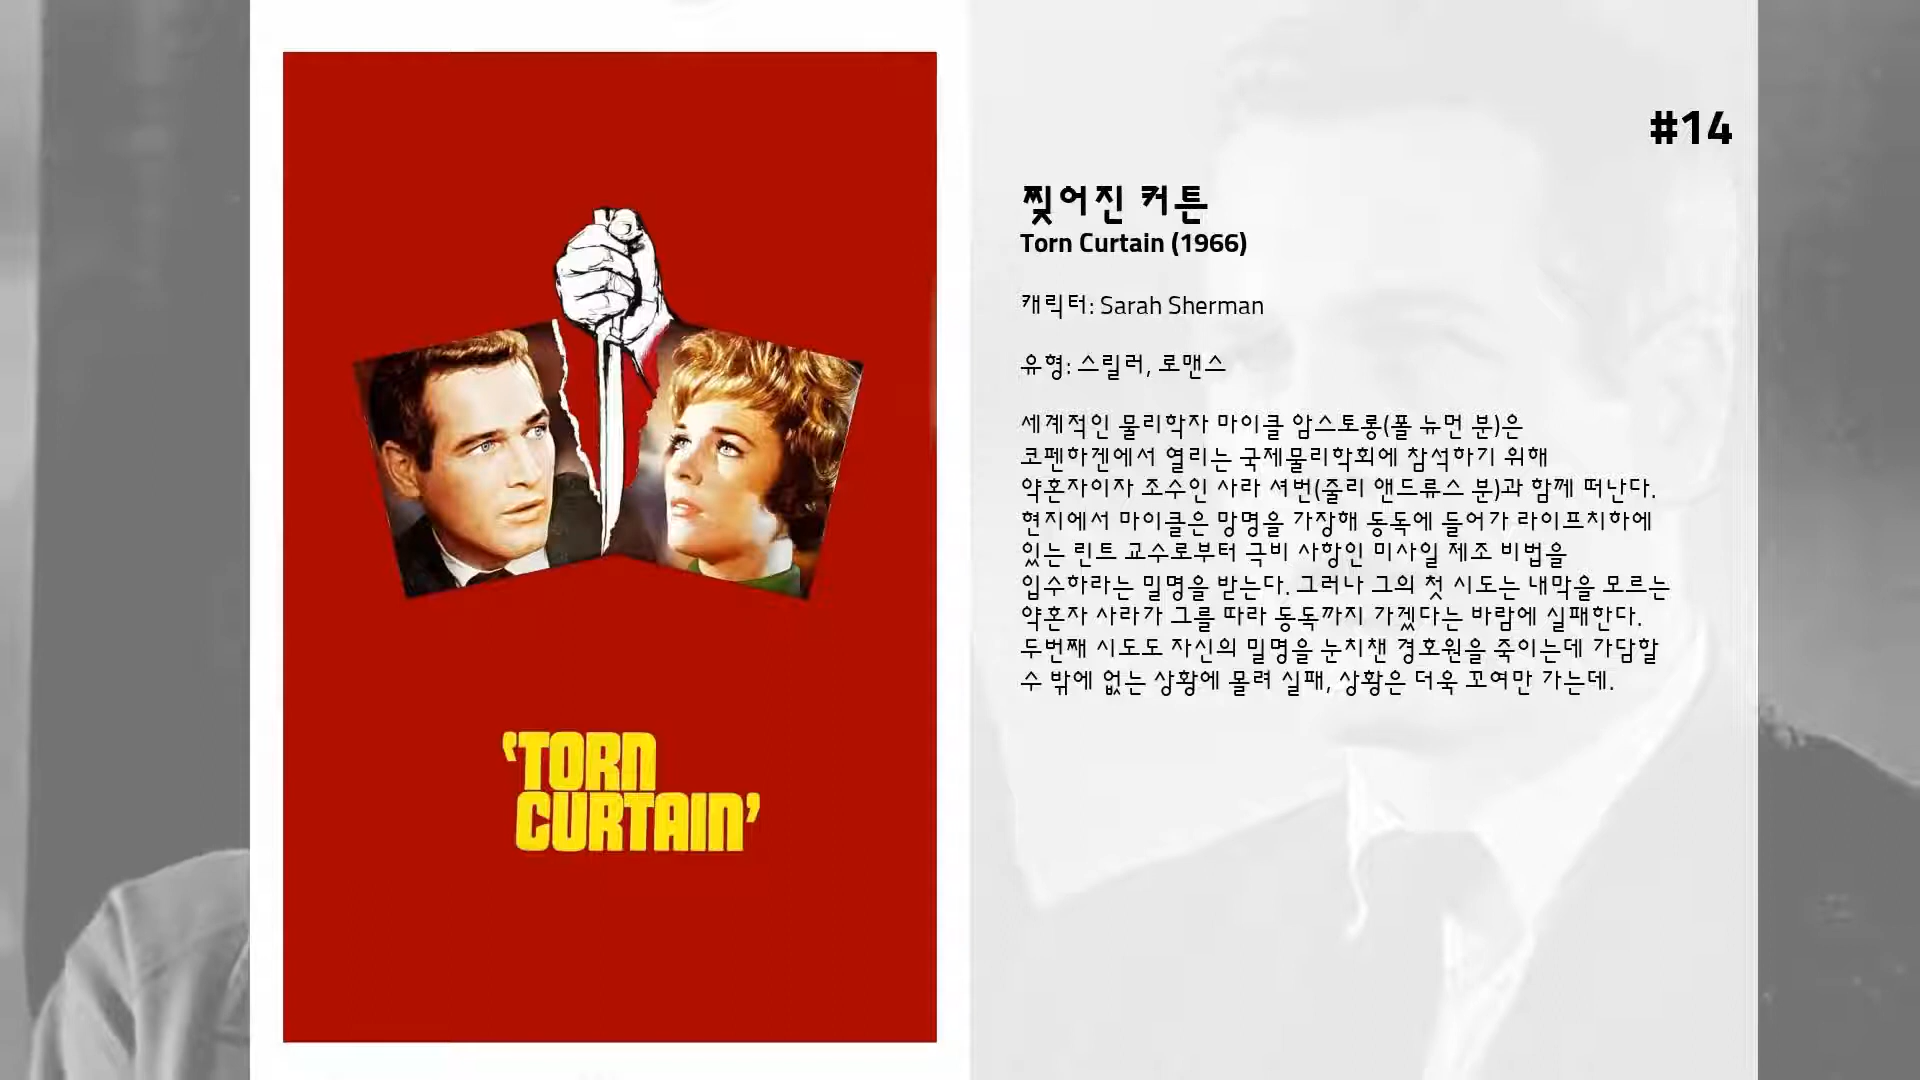 'TORN
CURTAIN'
#14
찢어진 커튼
Torn Curtain (1966)
캐릭터: Sarah Sherman
유형: 스릴러, 로맨스
세계적인 물리학자 마이클 암스토롱(폴 뉴먼 분)은
코펜하겐에서 열리는 국제물리학회에 참석하기 위해
약혼자이자 조수인 사라 셔번(줄리 앤드류스 분)과 함께 떠난다.
현지에서 마이클은 망명을 가장해 동독에 들어가 라이프치하에
있는 린트 교수로부터 극비 사항인 미사일 제조 비법을
입수하라는 밀명을 받는다. 그러나 그의 첫 시도는 내막을 모르는
약혼자 사라가 그를 따라 동독까지 가겠다는 바람에 실패한다.
두번째 시도도 자신의 밀명을 눈치챈 경호원을 죽이는데 가담할
수 밖에 없는 상황에 몰려 실패, 상황은 더욱 꼬여만 가는데.